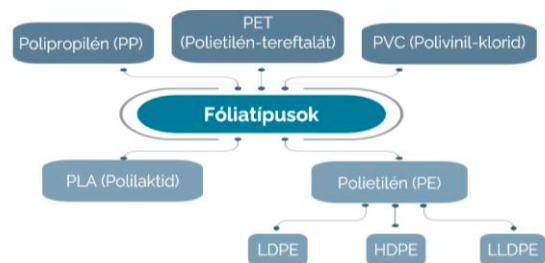 Polipropilén (PP)
PET
(Polietilén-tereftalát)
PVC (Polivinil-klorid)
Fóliatípusok
PLA (Polilaktid)
Polietilén (PE)
LDPE
HDPE
LLDPE